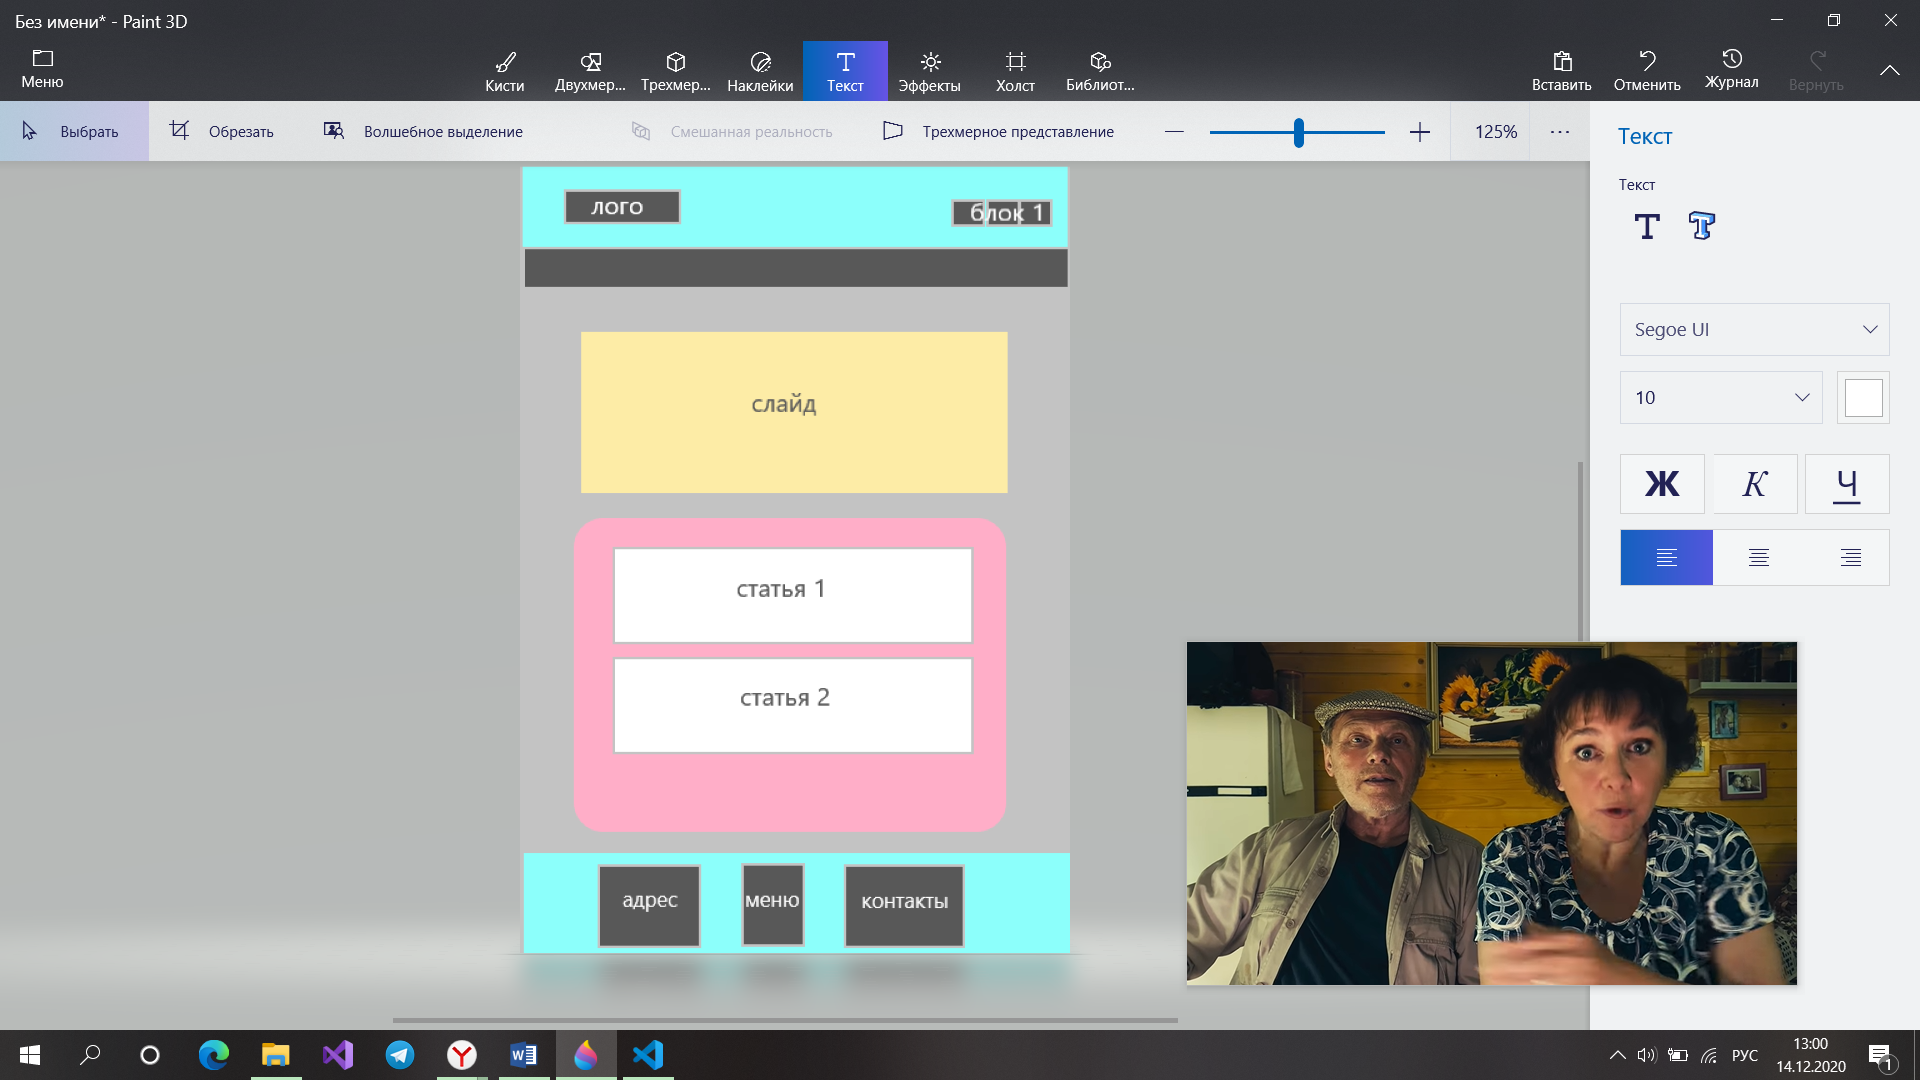 Без имени* - Paint 3D
Меню
Кисти
Двухмер...
Трехмер...
Наклейки
Текст
Эффекты
Холст
Библиот...
Вставить
Отменить
Журнал
Вернуть
Выбрать
Обрезать
Волшебное выделение
Смешанная реальность
Трехмерное представление
125%
Текст
Текст
Segoe UI
10
Ж К Ч
лого
блок 1
слайд
статья 1
статья 2
адрес
меню
контакты
РУС
13:00
14.12.2020
1